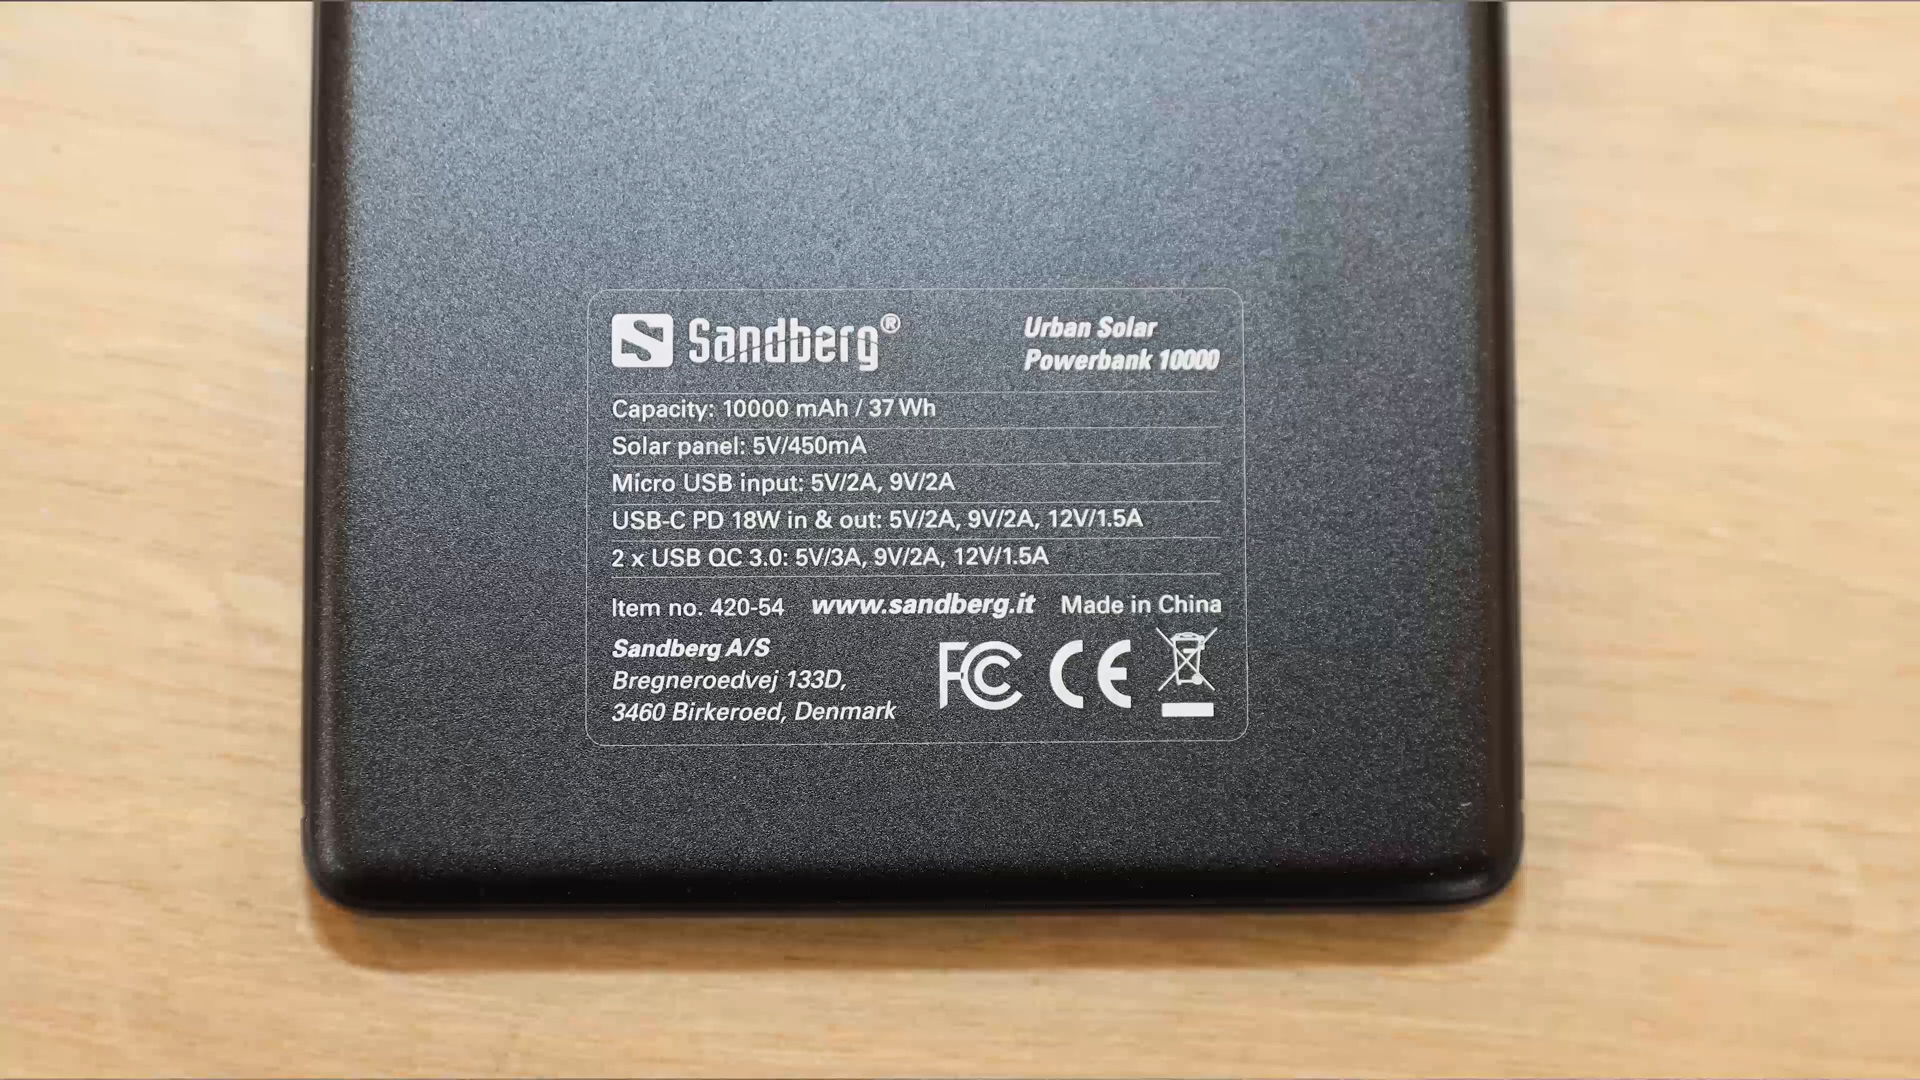 Sandberg®
Urban Solar
Powerbank 10000
Capacity: 10000 mAh / 37 Wh
Solar panel: 5V/450mA
Micro USB input: 5V/2A, 9V/2A
USB-C PD 18W in & out: 5V/2A, 9V/2A, 12V/1.5A
2 x USB QC 3.0: 5V/3A, 9V/2A, 12V/1.5A
Item no. 420-54 www.sandberg.it Made in China
Sandberg A/S
Bregneroedvej 133D,
3460 Birkeroed, Denmark
FC CE